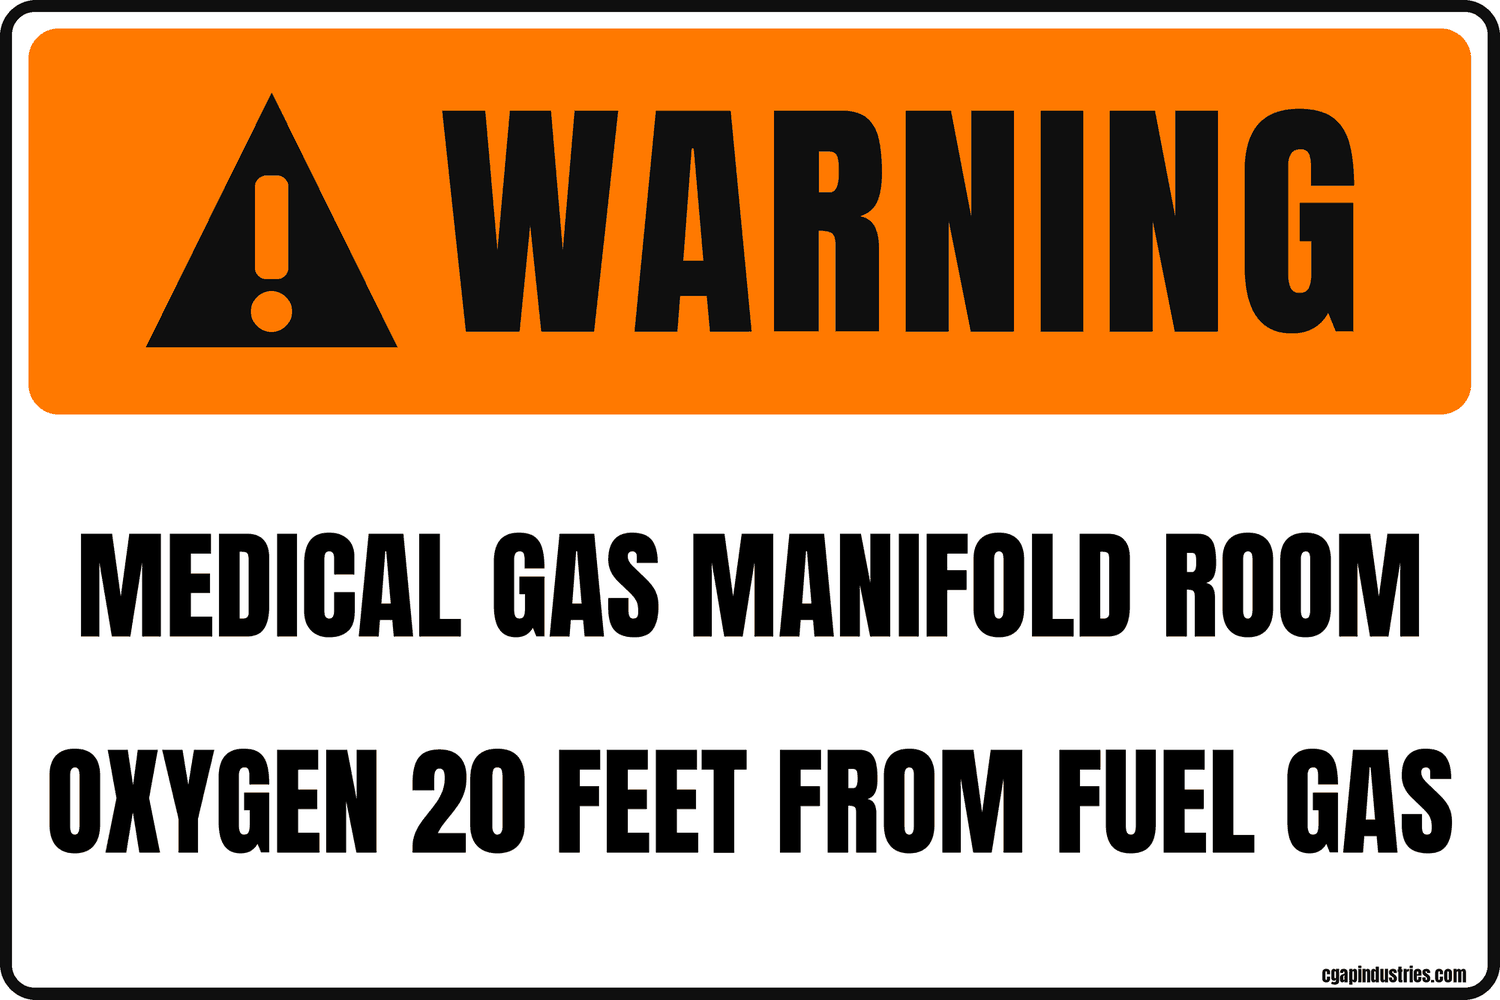 WARNING
MEDICAL GAS MANIFOLD ROOM
OXYGEN 20 FEET FROM FUEL GAS
cgapindustries.com